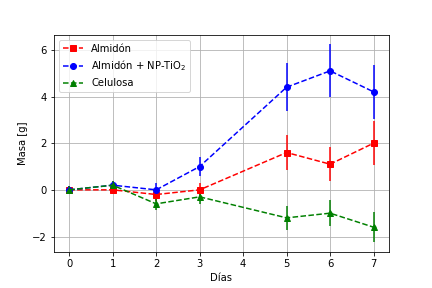 Almidón
Almidón + NP-TiO₂
Celulosa
Masa [g]
6
4
2
0
−2
0 1 2 3 4 5 6 7
Días